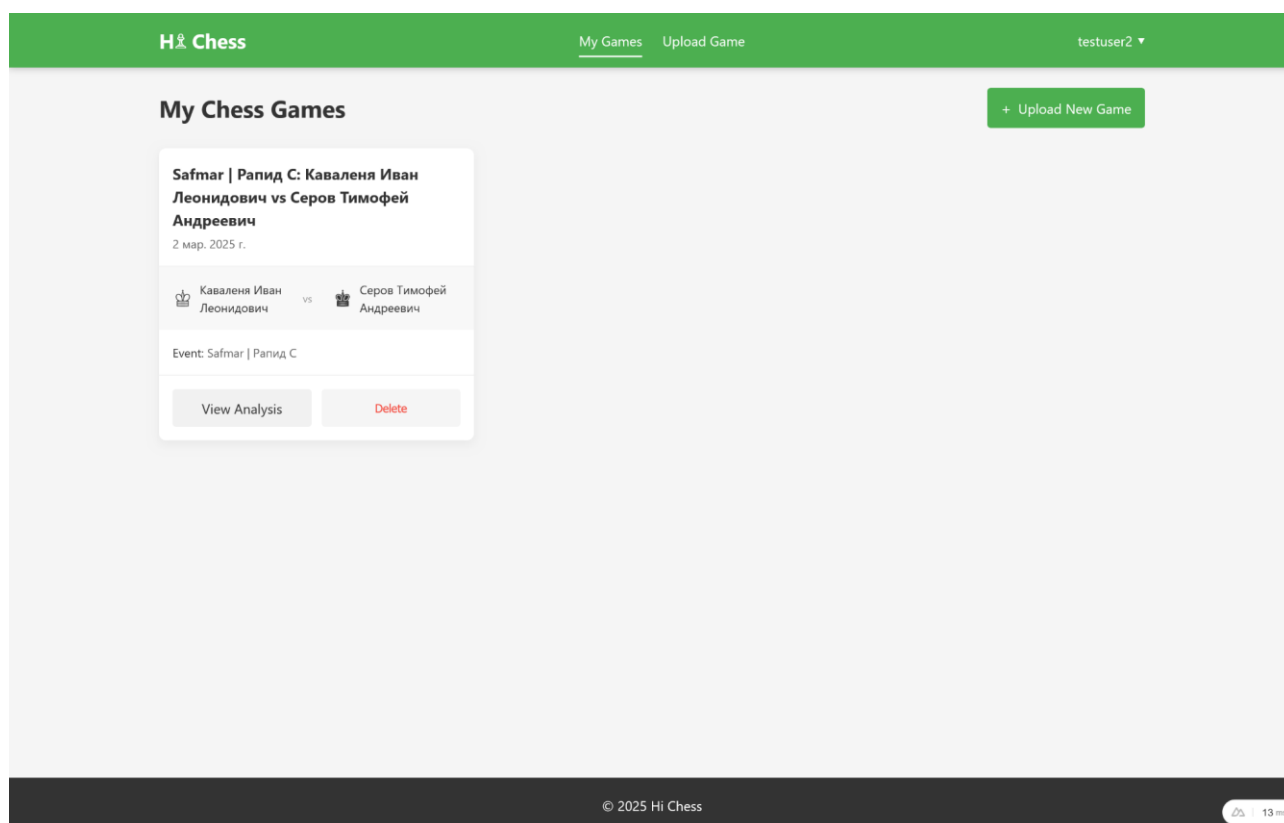 Hi Chess
My Games Upload Game
testuser2 ▼
My Chess Games
+ Upload New Game
Safmar | Рапид С: Каваленя Иван
Леонидович vs Серов Тимофей
Андреевич
2 мар. 2025 г.
Каваленя Иван
Леонидович
vs
Серов Тимофей
Андреевич
Event: Safmar | Рапид С
View Analysis
Delete
© 2025 Hi Chess
13